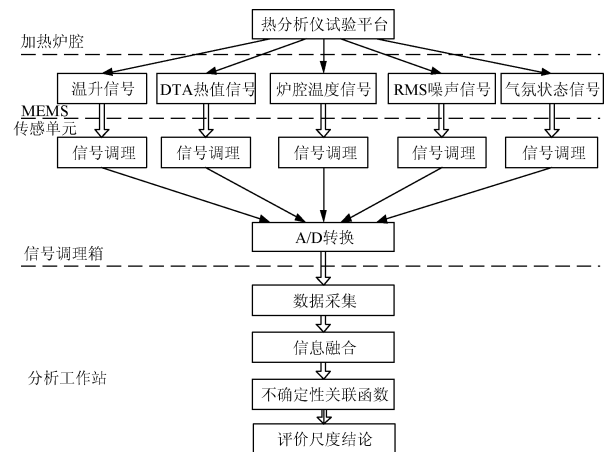 热分析仪试验平台
加热炉腔
温升信号
DTA热值信号
炉腔温度信号
RMS噪声信号
气氛状态信号
MEMS
传感单元
信号调理
信号调理
信号调理
信号调理
信号调理
A/D转换
信号调理箱
数据采集
信息融合
分析工作站
不确定性关联函数
评价尺度结论